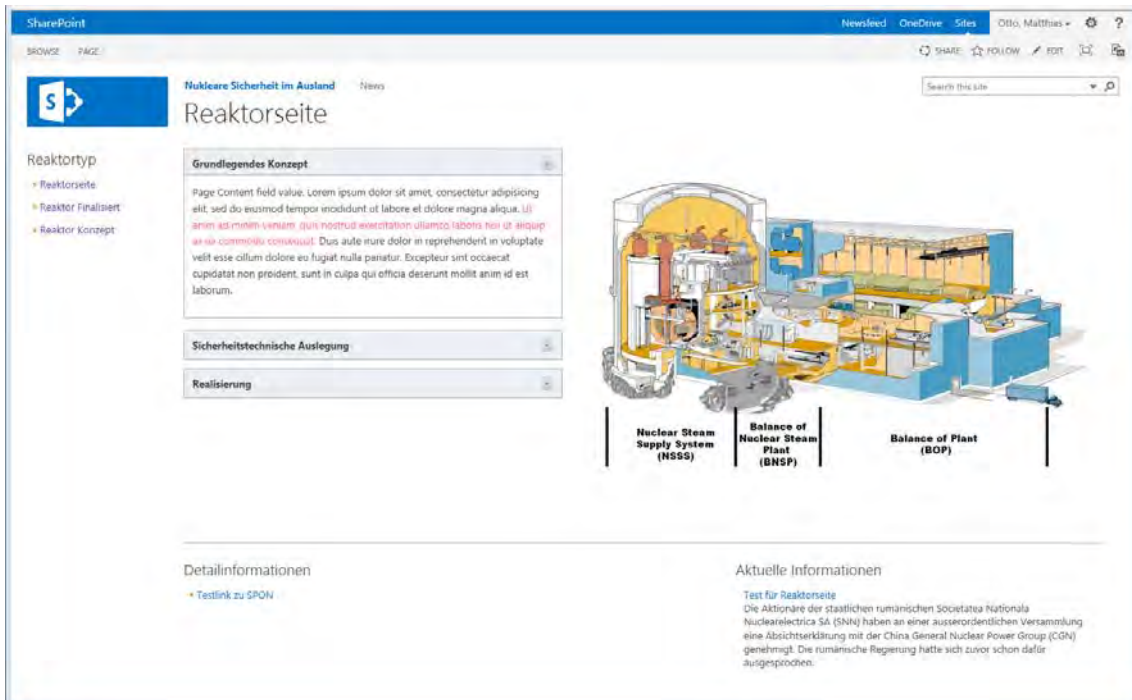 SharePoint
Newsfeed OneDrive Sites Otto, Matthias ?
BROWSE PAGE
SHARE FOLLOW EDIT
S
Nukleare Sicherheit im Ausland News
Search this site
Reaktorseite
Reaktortyp
Reaktorseite
Reaktor Finalisiert
Reaktor Konzept
Grundlegendes Konzept
Page Content field value. Lorem ipsum dolor sit amet, consectetur adipisicing
elit, sed do eiusmod tempor incididunt ut labore et dolore magna aliqua. Ut
enim ad minim veniam, quis nostrud exercitation ullamco laboris nisi ut aliquip
ex ea commodo consequat. Duis aute irure dolor in reprehenderit in voluptate
velit esse cillum dolore eu fugiat nulla pariatur. Excepteur sint occaecat
cupidatat non proident, sunt in culpa qui officia deserunt mollit anim id est
laborum.
Sicherheitstechnische Auslegung
Realisierung
Nuclear Steam
Supply System
(NSSS)
Balance of
Nuclear Steam
Plant
(BNSP)
Balance of Plant
(BOP)
Detailinformationen
Testlink zu SPON
Aktuelle Informationen
Test für Reaktorseite
Die Aktionäre der staatlichen rumänischen Societatea Nationala
Nuclearelectrica SA (SNN) haben an einer ausserordentlichen Versammlung
eine Absichtserklärung mit der China General Nuclear Power Group (CGN)
genehmigt. Die rumänische Regierung hatte sich zuvor schon dafür
ausgesprochen.